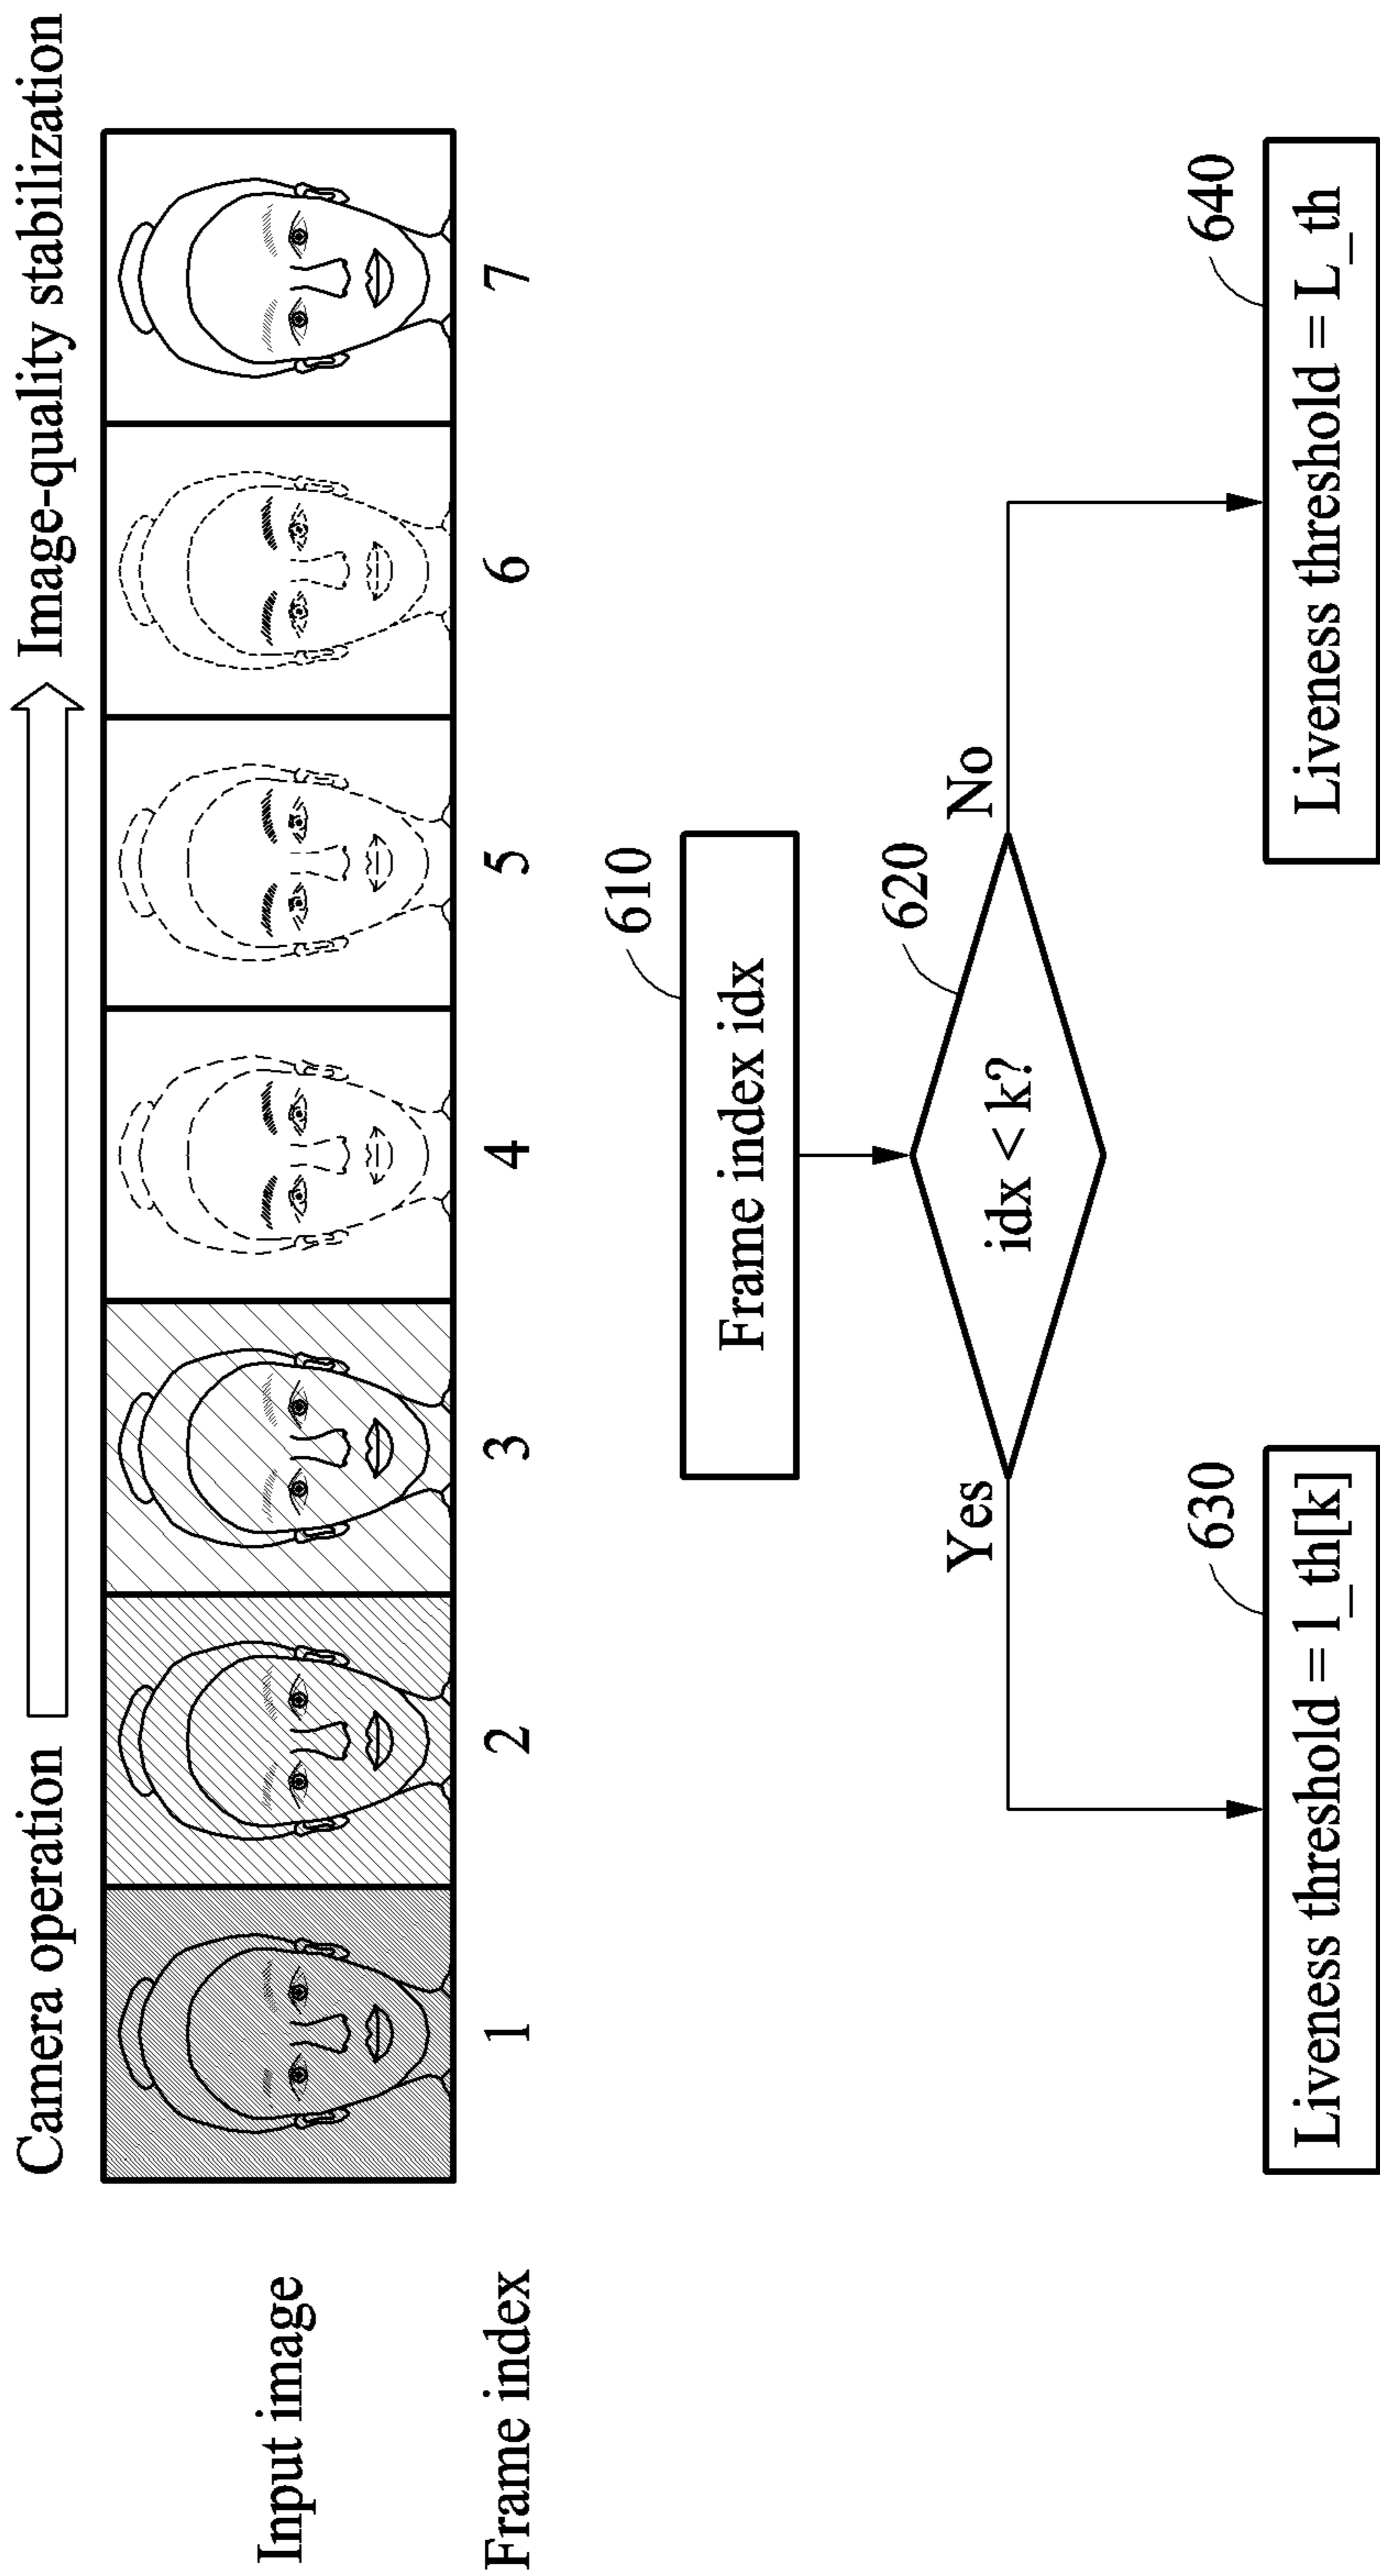 Camera operation
Image-quality stabilization
Input image
Frame index
1
2
3
4
5
6
7
610
Frame index idx
620
idx < k?
Yes
No
630
Liveness threshold = l_th[k]
640
Liveness threshold = L_th